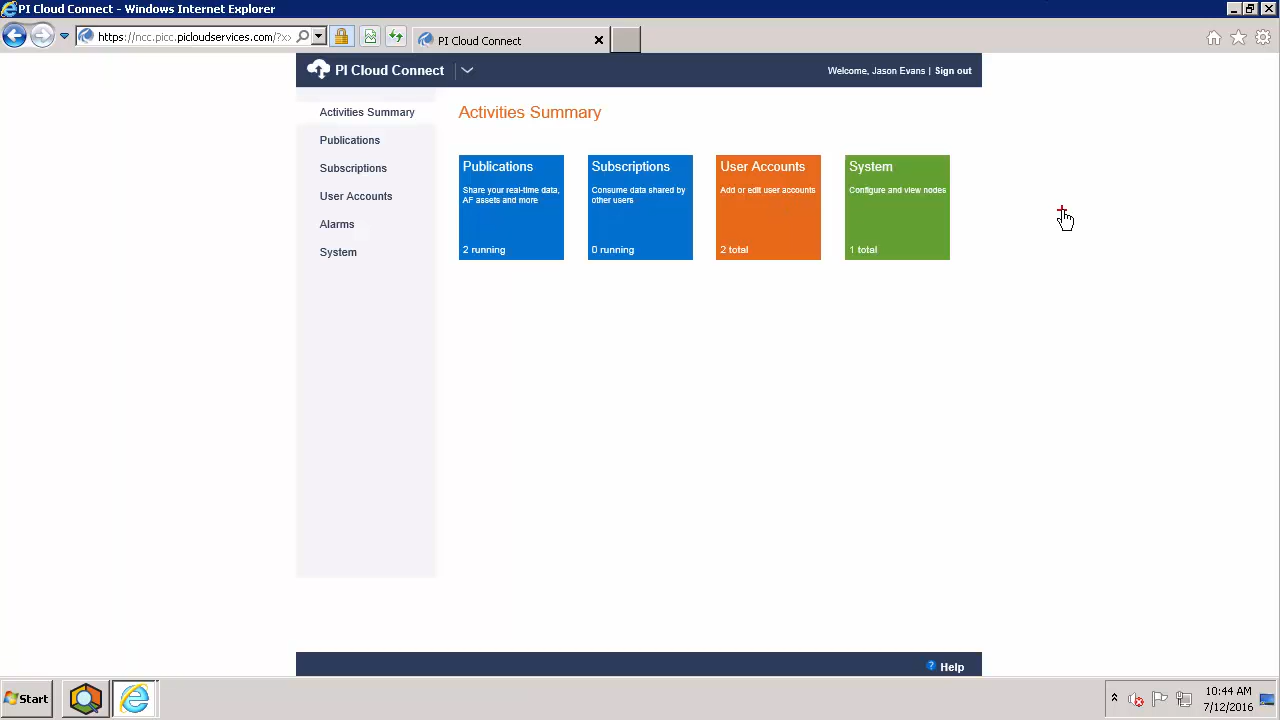 PI Cloud Connect - Windows Internet Explorer
https://ncc.picc.picloudservices.com/?x
PI Cloud Connect
PI Cloud Connect
Welcome, Jason Evans | Sign out
Activities Summary
Publications
Subscriptions
User Accounts
Alarms
System
Activities Summary
Publications
Share your real-time data,
AF assets and more
2 running
Subscriptions
Consume data shared by
other users
0 running
User Accounts
Add or edit user accounts
2 total
System
Configure and view nodes
1 total
Help
Start
10:44 AM
7/12/2016